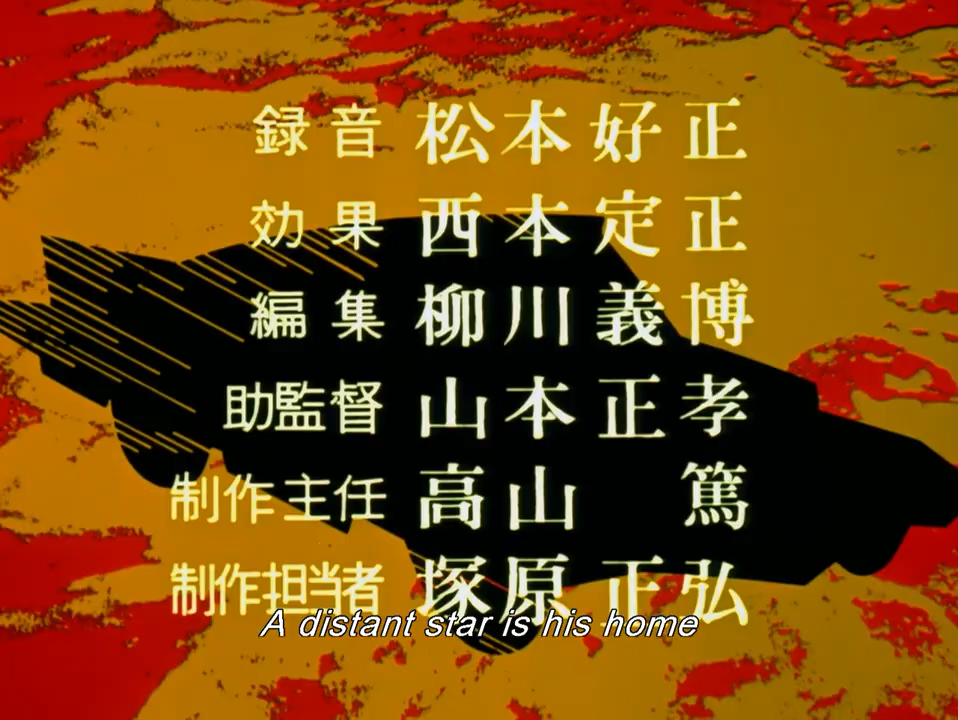 録音 松本好正
効果 西本定正
編集 柳川義博
助監督 山本正孝
制作主任 高山 篤
制作担当者 塚原正弘
A distant star is his home